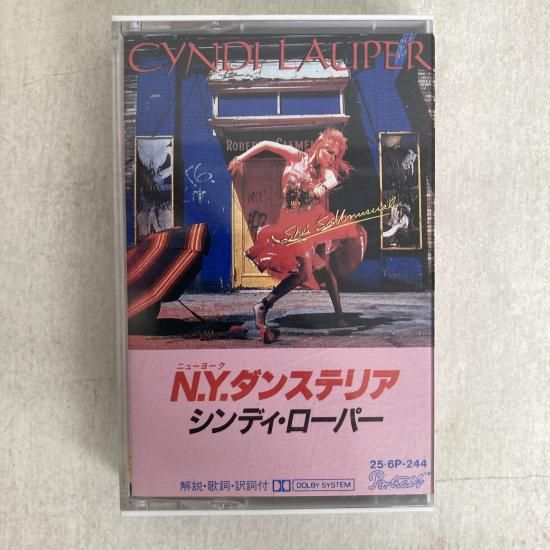 CYNDI LAUPER
ROBERT CLEMEN
She's So Unusual
ニューヨーク
N.Y.ダンステリア
シンディ・ローパー
25・6P-244
解説・歌詞・訳詞付 DOLBY SYSTEM
Portrait